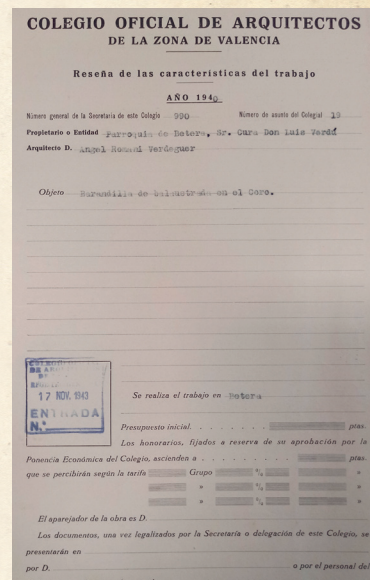 COLEGIO OFICIAL DE ARQUITECTOS
DE LA ZONA DE VALENCIA
Reseña de las características del trabajo
AÑO 1940
Número general de la Secretaría de este Colegio 990 Número de asunto del Colegial 19
Propietario o Entidad Parroquia de Botera, Sr. Cura Don Luis Verdú
Arquitecto D. Angel Romaní Verdeguer
Objeto Barandilla de balaustrada en el Coro.
17 NOV. 1943
ENTRADA
N.º
Se realiza el trabajo en Botera
Presupuesto inicial. ptas.
Los honorarios, fijados a reserva de su aprobación por la
Ponencia Económica del Colegio, ascienden a ptas.
que se percibirán según la tarifa Grupo % »
» % »
» % »
El aparejador de la obra es D.
Los documentos, una vez legalizados por la Secretaría o delegación de este Colegio, se
presentarán en
por D. o por el personal del